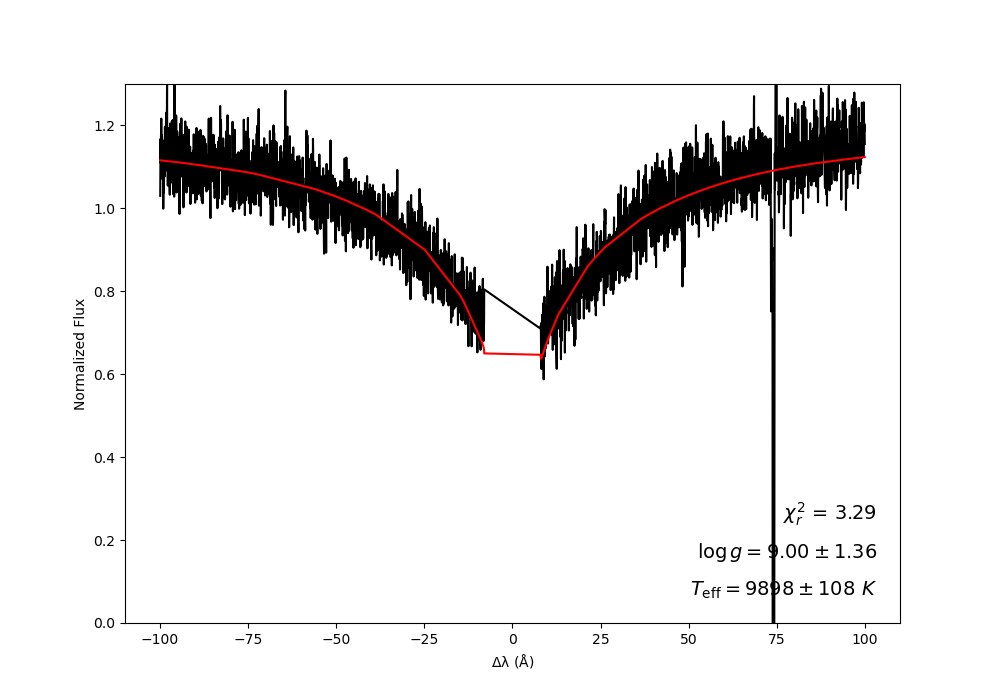 1.2
1.0
0.8
0.6
0.4
0.2
0.0
Normalized Flux
χ²ᵣ = 3.29
log g = 9.00 ± 1.36
T_eff = 9898 ± 108 K
−100 −75 −50 −25 0 25 50 75 100
Δλ (Å)